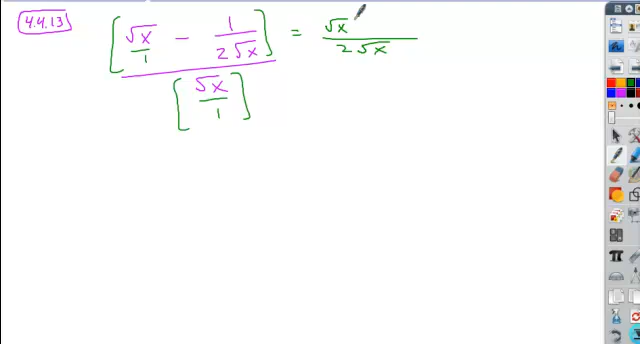 4.4.13 [√x/1 - 1/(2√x)] / [√x/1] = √x/(2√x)